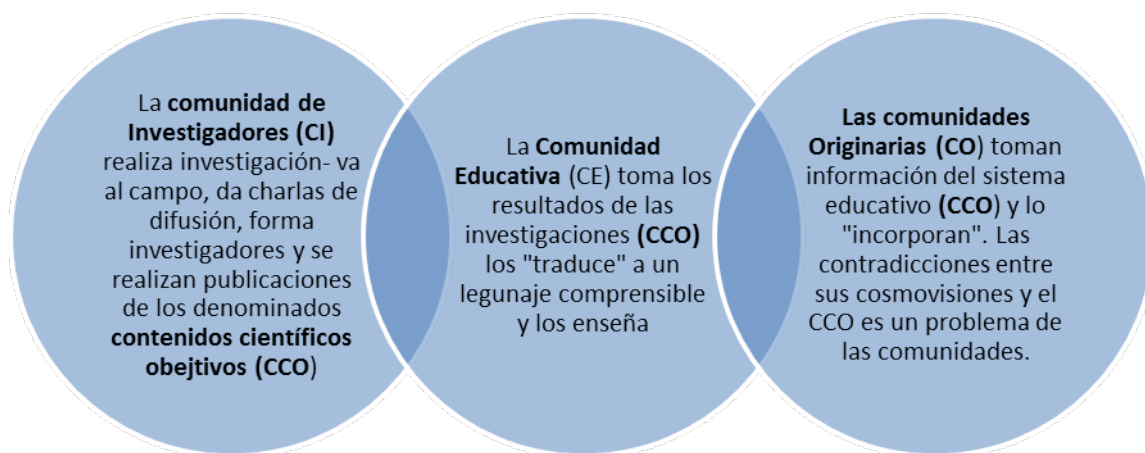 La comunidad de
Investigadores (CI)
realiza investigación- va
al campo, da charlas de
difusión, forma
investigadores y se
realizan publicaciones
de los denominados
contenidos científicos
obejtivos (CCO)
La Comunidad
Educativa (CE) toma los
resultados de las
investigaciones (CCO)
los "traduce" a un
legunaje comprensible
y los enseña
Las comunidades
Originarias (CO) toman
información del sistema
educativo (CCO) y lo
"incorporan". Las
contradicciones entre
sus cosmovisiones y el
CCO es un problema de
las comunidades.